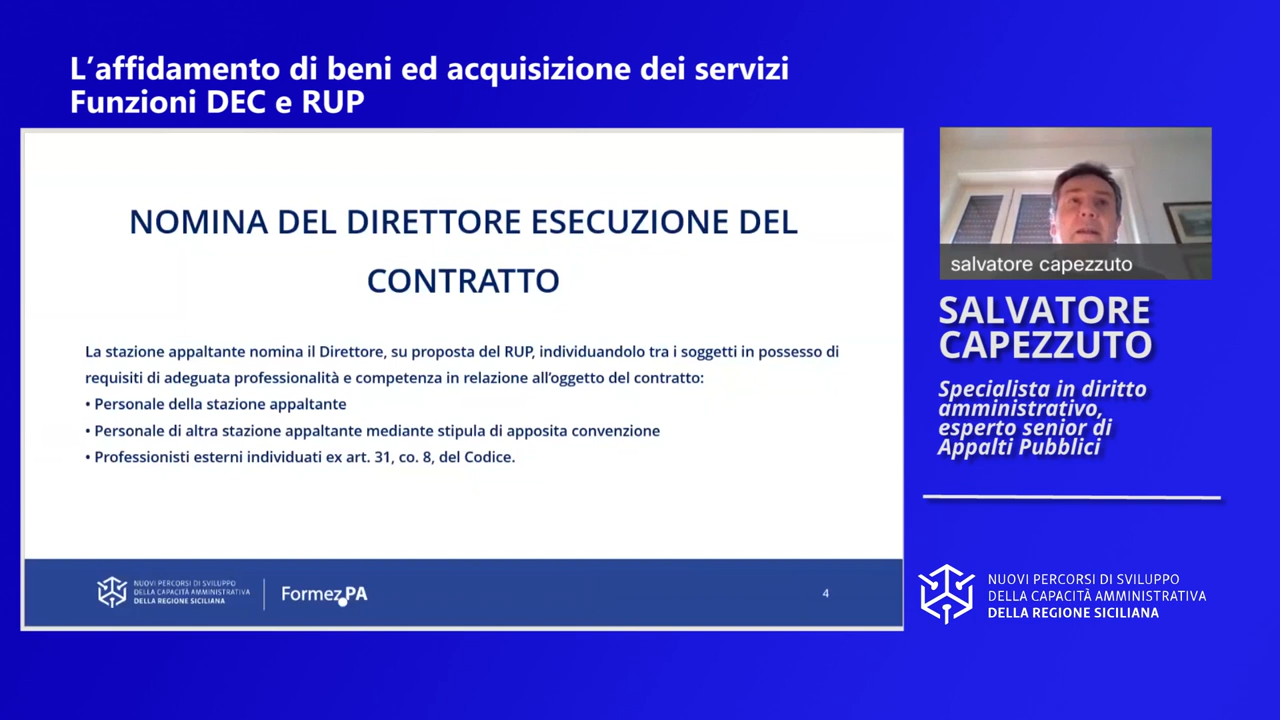 L'affidamento di beni ed acquisizione dei servizi
Funzioni DEC e RUP
NOMINA DEL DIRETTORE ESECUZIONE DEL
CONTRATTO
La stazione appaltante nomina il Direttore, su proposta del RUP, individuandolo tra i soggetti in possesso di
requisiti di adeguata professionalità e competenza in relazione all'oggetto del contratto:
• Personale della stazione appaltante
• Personale di altra stazione appaltante mediante stipula di apposita convenzione
• Professionisti esterni individuati ex art. 31, co. 8, del Codice.
NUOVI PERCORSI DI SVILUPPO
DELLA CAPACITÀ AMMINISTRATIVA
DELLA REGIONE SICILIANA
Formez PA
4
salvatore capezzuto
SALVATORE
CAPEZZUTO
Specialista in diritto
amministrativo,
esperto senior di
Appalti Pubblici
NUOVI PERCORSI DI SVILUPPO
DELLA CAPACITÀ AMMINISTRATIVA
DELLA REGIONE SICILIANA